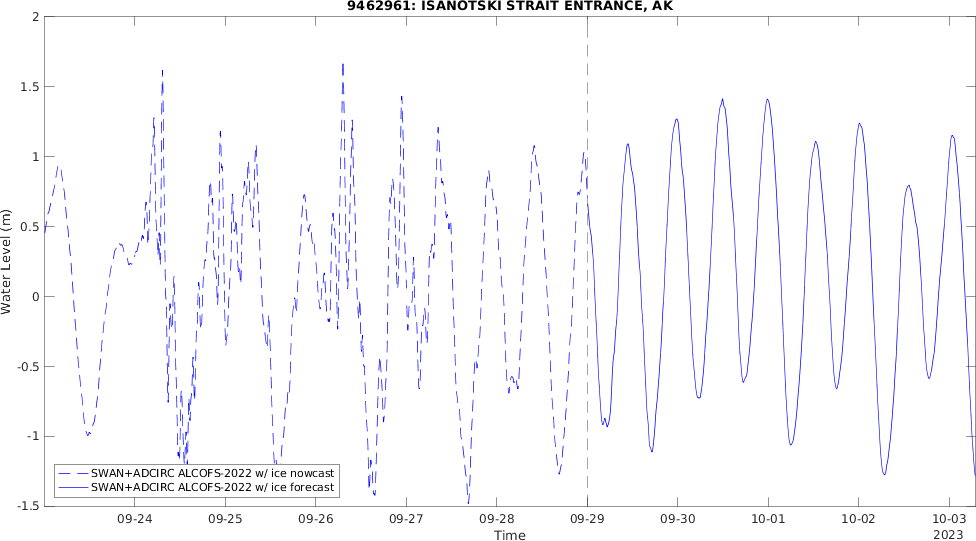 9462961: ISANOTSKI STRAIT ENTRANCE, AK
2
1.5
1
0.5
0
-0.5
-1
-1.5
Water Level (m)
SWAN+ADCIRC ALCOFS-2022 w/ ice nowcast
SWAN+ADCIRC ALCOFS-2022 w/ ice forecast
09-24 09-25 09-26 09-27 09-28 09-29 09-30 10-01 10-02 10-03
2023
Time